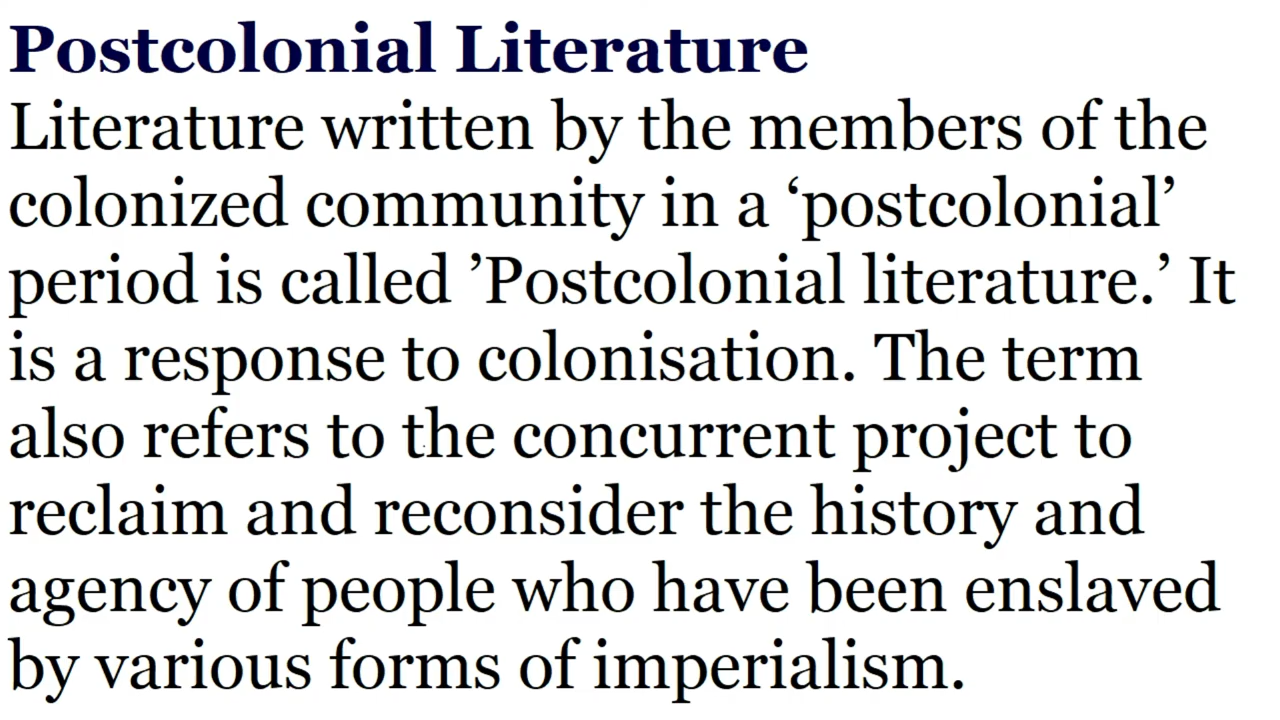 Postcolonial Literature
Literature written by the members of the
colonized community in a ‘postcolonial’
period is called ’Postcolonial literature.’ It
is a response to colonisation. The term
also refers to the concurrent project to
reclaim and reconsider the history and
agency of people who have been enslaved
by various forms of imperialism.